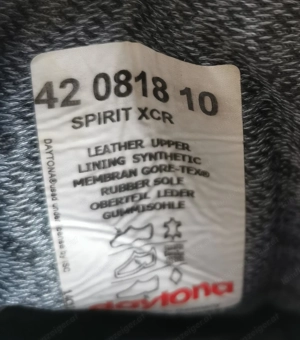 42 0818 10
SPIRIT XCR
LEATHER UPPER
LINING SYNTHETIC
MEMBRAN GORE-TEX®
RUBBER SOLE
OBERTEIL LEDER
GUMMISOHLE
daytona